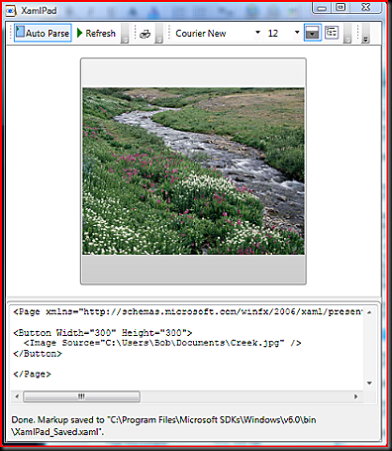 XamlPad
Auto Parse Refresh Courier New 12
<Page xmlns="http://schemas.microsoft.com/winfx/2006/xaml/presen
<Button Width="300" Height="300">
<Image Source="C:\Users\Bob\Documents\Creek.jpg" />
</Button>
</Page>
Done. Markup saved to "C:\Program Files\Microsoft SDKs\Windows\v6.0\bin
\XamlPad_Saved.xaml".